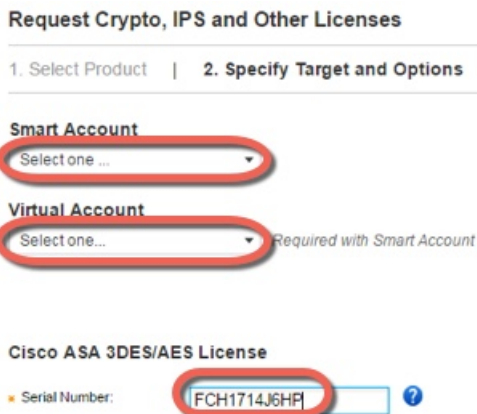 Request Crypto, IPS and Other Licenses
1. Select Product | 2. Specify Target and Options
Smart Account
Select one ...
Virtual Account
Select one... Required with Smart Account
Cisco ASA 3DES/AES License
* Serial Number: FCH1714J6HP ?